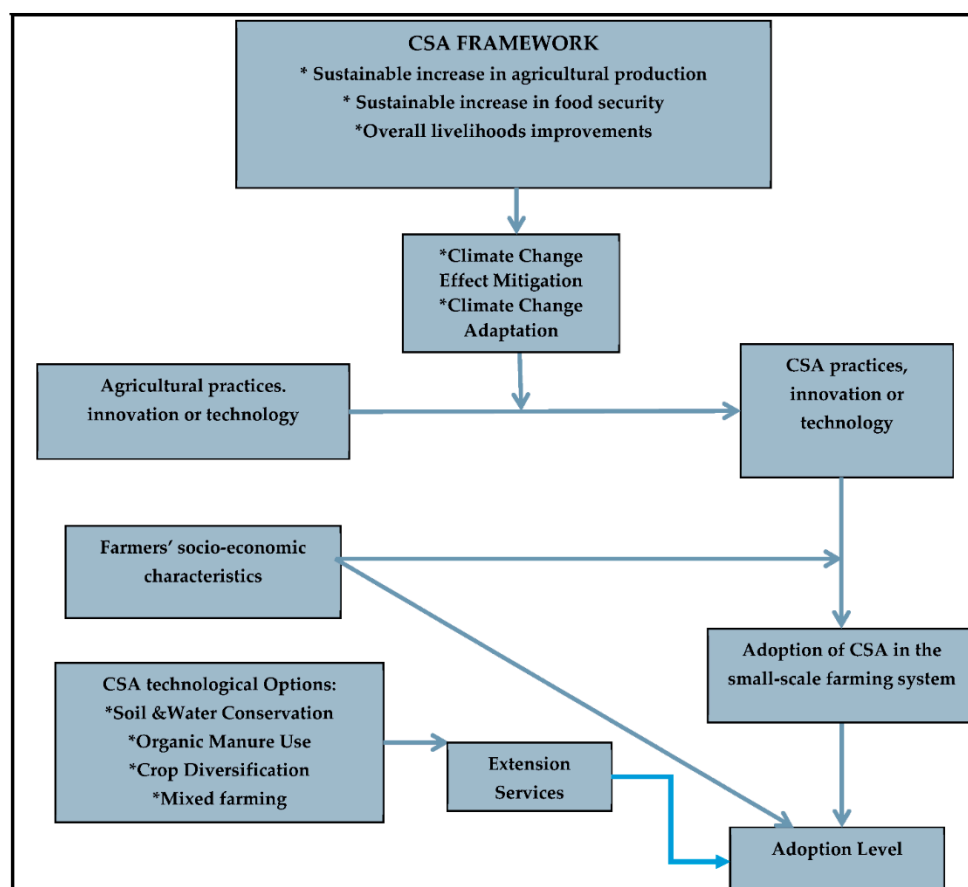 CSA FRAMEWORK
* Sustainable increase in agricultural production
* Sustainable increase in food security
*Overall livelihoods improvements
*Climate Change
Effect Mitigation
*Climate Change
Adaptation
Agricultural practices.
innovation or technology
CSA practices,
innovation or
technology
Farmers’ socio-economic
characteristics
Adoption of CSA in the
small-scale farming system
CSA technological Options:
*Soil &Water Conservation
*Organic Manure Use
*Crop Diversification
*Mixed farming
Extension
Services
Adoption Level